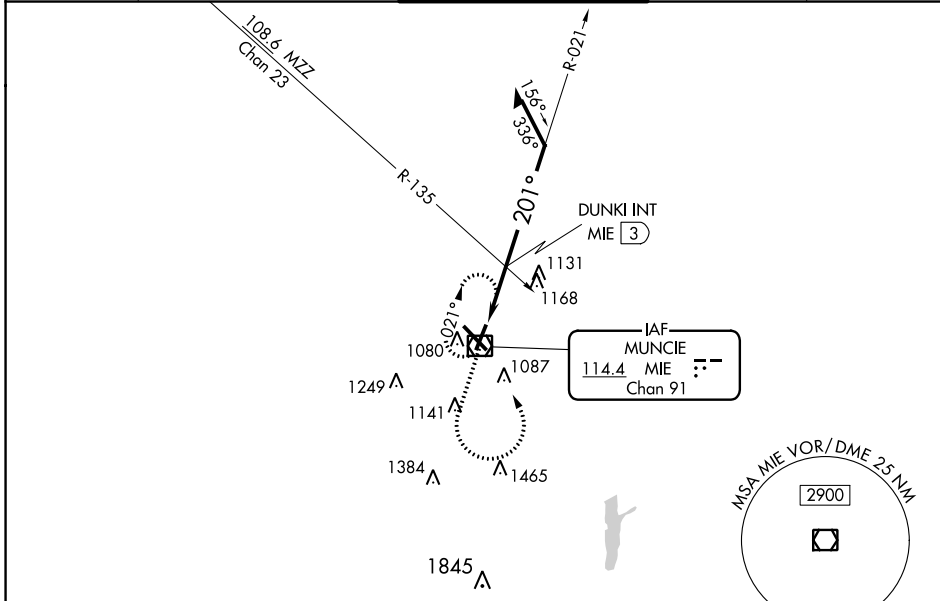 108.6 MZZ
Chan 23
R-021
156°
336°
R-135
201°
DUNKI INT
MIE 3
1131
1168
021°
1080
IAF
MUNCIE
114.4 MIE
Chan 91
1087
1249
1141
1384
1465
MSA MIE VOR/DME 25 NM
2900
1845